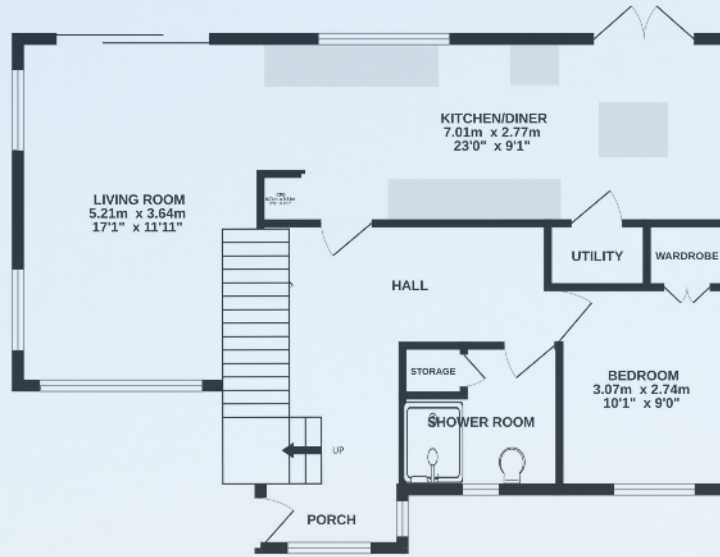 KITCHEN/DINER
7.01m x 2.77m
23'0" x 9'1"
LIVING ROOM
5.21m x 3.64m
17'1" x 11'11"
UTILITY
WARDROBE
HALL
STORAGE
BEDROOM
3.07m x 2.74m
10'1" x 9'0"
SHOWER ROOM
UP
PORCH